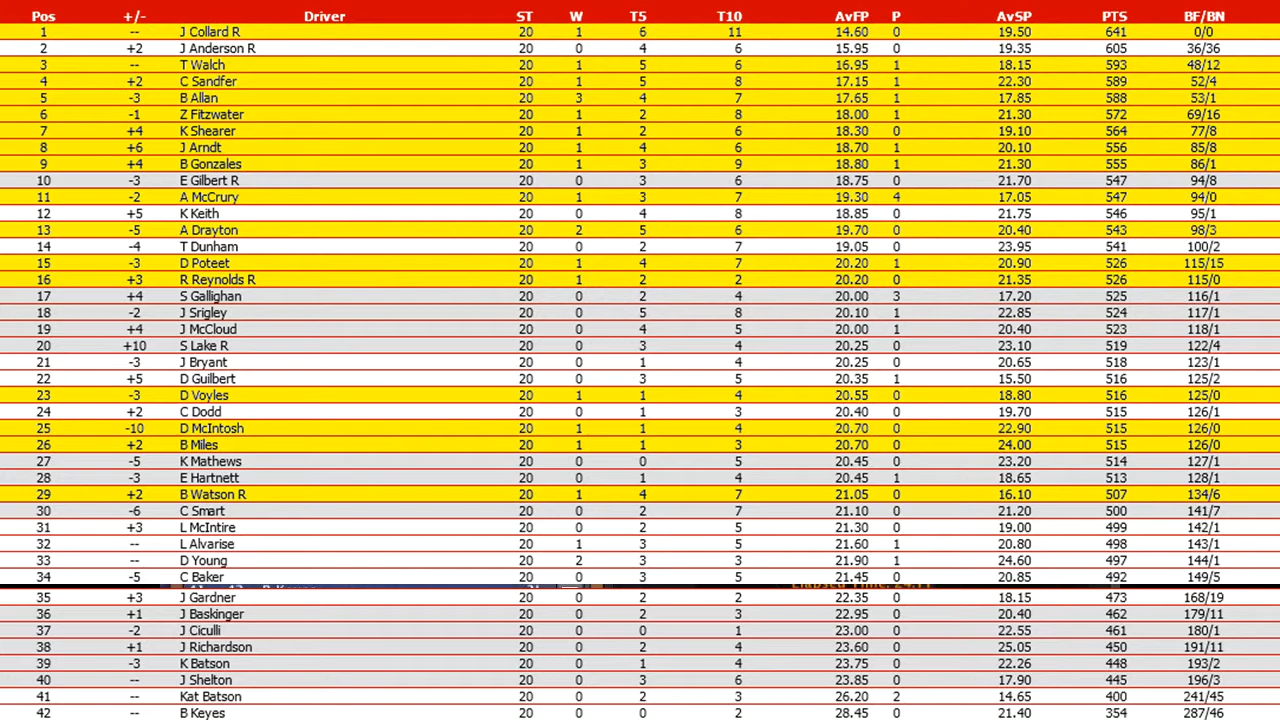 Pos +/- Driver ST W T5 T10 AvFP P AvSP PTS BF/BN
1 -- J Collard R 20 1 6 11 14.60 0 19.50 641 0/0
2 +2 J Anderson R 20 0 4 6 15.95 0 19.35 605 36/36
3 -- T Walch 20 1 5 6 16.95 1 18.15 593 48/12
4 +2 C Sandfer 20 1 5 8 17.15 1 22.30 589 52/4
5 -3 B Allan 20 3 4 7 17.65 1 17.85 588 53/1
6 -1 Z Fitzwater 20 1 2 8 18.00 1 21.30 572 69/16
7 +4 K Shearer 20 1 2 6 18.30 0 19.10 564 77/8
8 +6 J Arndt 20 1 4 6 18.70 1 20.10 556 85/8
9 +4 B Gonzales 20 1 3 9 18.80 1 21.30 555 86/1
10 -3 E Gilbert R 20 0 3 6 18.75 0 21.70 547 94/8
11 -2 A McCrury 20 1 3 7 19.30 4 17.05 547 94/0
12 +5 K Keith 20 0 4 8 18.85 0 21.75 546 95/1
13 -5 A Drayton 20 2 5 6 19.70 0 20.40 543 98/3
14 -4 T Dunham 20 0 2 7 19.05 0 23.95 541 100/2
15 -3 D Poteet 20 1 4 7 20.20 1 20.90 526 115/15
16 +3 R Reynolds R 20 1 2 2 20.20 0 21.35 526 115/0
17 +4 S Gallighan 20 0 2 4 20.00 3 17.20 525 116/1
18 -2 J Srigley 20 0 5 8 20.10 1 22.85 524 117/1
19 +4 J McCloud 20 0 4 5 20.00 1 20.40 523 118/1
20 +10 S Lake R 20 0 3 4 20.25 0 23.10 519 122/4
21 -3 J Bryant 20 0 1 4 20.25 0 20.65 518 123/1
22 +5 D Guilbert 20 0 3 5 20.35 1 15.50 516 125/2
23 -3 D Voyles 20 1 1 4 20.55 0 18.80 516 125/0
24 +2 C Dodd 20 0 1 3 20.40 0 19.70 515 126/1
25 -10 D McIntosh 20 1 1 4 20.70 0 22.90 515 126/0
26 +2 B Miles 20 1 1 3 20.70 0 24.00 515 126/0
27 -5 K Mathews 20 0 0 5 20.45 0 23.20 514 127/1
28 -3 E Hartnett 20 0 1 4 20.45 1 18.65 513 128/1
29 +2 B Watson R 20 1 4 7 21.05 0 16.10 507 134/6
30 -6 C Smart 20 0 2 7 21.10 0 21.20 500 141/7
31 +3 L McIntire 20 0 2 5 21.30 0 19.00 499 142/1
32 -- L Alvarise 20 1 3 5 21.60 1 20.80 498 143/1
33 -- D Young 20 2 3 3 21.90 1 24.60 497 144/1
34 -5 C Baker 20 0 3 5 21.45 0 20.85 492 149/5
35 +3 J Gardner 20 0 2 2 22.35 0 18.15 473 168/19
36 +1 J Baskinger 20 0 2 3 22.95 0 20.40 462 179/11
37 -2 J Ciculli 20 0 0 1 23.00 0 22.55 461 180/1
38 +1 J Richardson 20 0 2 4 23.60 0 25.05 450 191/11
39 -3 K Batson 20 0 1 4 23.75 0 22.26 448 193/2
40 -- J Shelton 20 0 3 6 23.85 0 17.90 445 196/3
41 -- Kat Batson 20 0 2 3 26.20 2 14.65 400 241/45
42 -- B Keyes 20 0 0 2 28.45 0 21.40 354 287/46